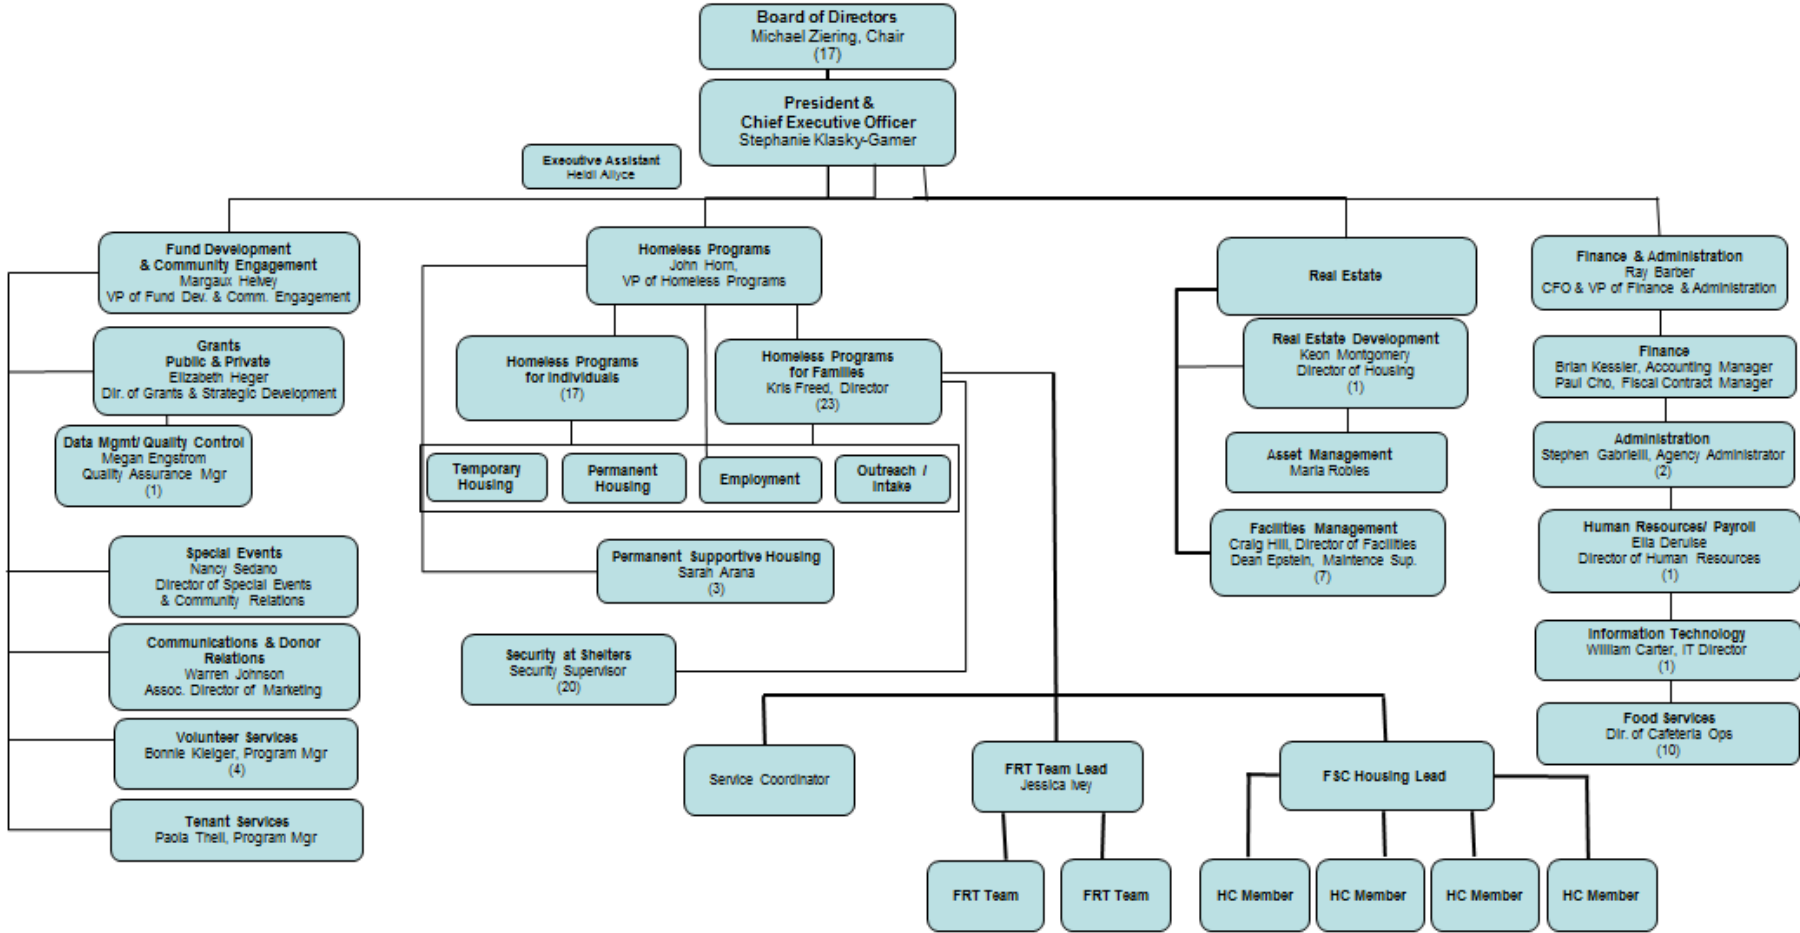 Board of Directors
Michael Ziering, Chair
(17)
President &
Chief Executive Officer
Stephanie Klasky-Gamer
Executive Assistant
Heidi Allyce
Fund Development
& Community Engagement
Margaux Helvey
VP of Fund Dev. & Comm. Engagement
Grants
Public & Private
Elizabeth Heger
Dir. of Grants & Strategic Development
Data Mgmt/ Quality Control
Megan Engstrom
Quality Assurance Mgr
(1)
Special Events
Nancy Sedano
Director of Special Events
& Community Relations
Communications & Donor
Relations
Warren Johnson
Assoc. Director of Marketing
Volunteer Services
Bonnie Kleiger, Program Mgr
(4)
Tenant Services
Paola Theil, Program Mgr
Homeless Programs
John Horn,
VP of Homeless Programs
Homeless Programs
for Individuals
(17)
Homeless Programs
for Families
Kris Freed, Director
(23)
Temporary
Housing
Permanent
Housing
Employment
Outreach /
Intake
Permanent Supportive Housing
Sarah Arana
(3)
Security at Shelters
Security Supervisor
(20)
Service Coordinator
FRT Team Lead
Jessica Ivey
FRT Team
FRT Team
FSC Housing Lead
HC Member
HC Member
HC Member
HC Member
Real Estate
Real Estate Development
Keon Montgomery
Director of Housing
(1)
Asset Management
Maria Robles
Facilities Management
Craig Hill, Director of Facilities
Dean Epstein, Maintence Sup.
(7)
Finance & Administration
Ray Barber
CFO & VP of Finance & Administration
Finance
Brian Kessler, Accounting Manager
Paul Cho, Fiscal Contract Manager
Administration
Stephen Gabrielli, Agency Administrator
(2)
Human Resources/ Payroll
Ella Deruise
Director of Human Resources
(1)
Information Technology
William Carter, IT Director
(1)
Food Services
Dir. of Cafeteria Ops
(10)